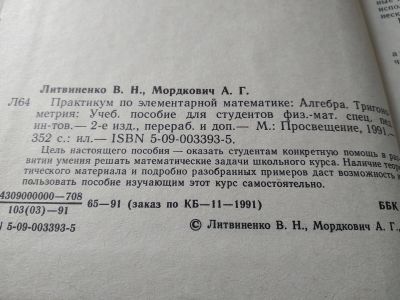 Литвиненко В. Н., Мордкович А. Г.
Л64 Практикум по элементарной математике: Алгебра. Тригоно-
метрия: Учеб. пособие для студентов физ.-мат. спец. пед.
ин-тов.— 2-е изд., перераб. и доп.— М.: Просвещение, 1991.—
352 с.: ил.— ISBN 5-09-003393-5.
Цель настоящего пособия — оказать студентам конкретную помощь в раз-
витии умения решать математические задачи школьного курса. Наличие теоре-
тического материала и подробно разобранных примеров даст возможность
пользовать пособие изучающим этот курс самостоятельно.
4309000000—708
103(03)—91
65—91 (заказ по КБ—11—1991)
ББК
N 5-09-003393-5
© Литвиненко В. Н., Мордкович А. Г.,